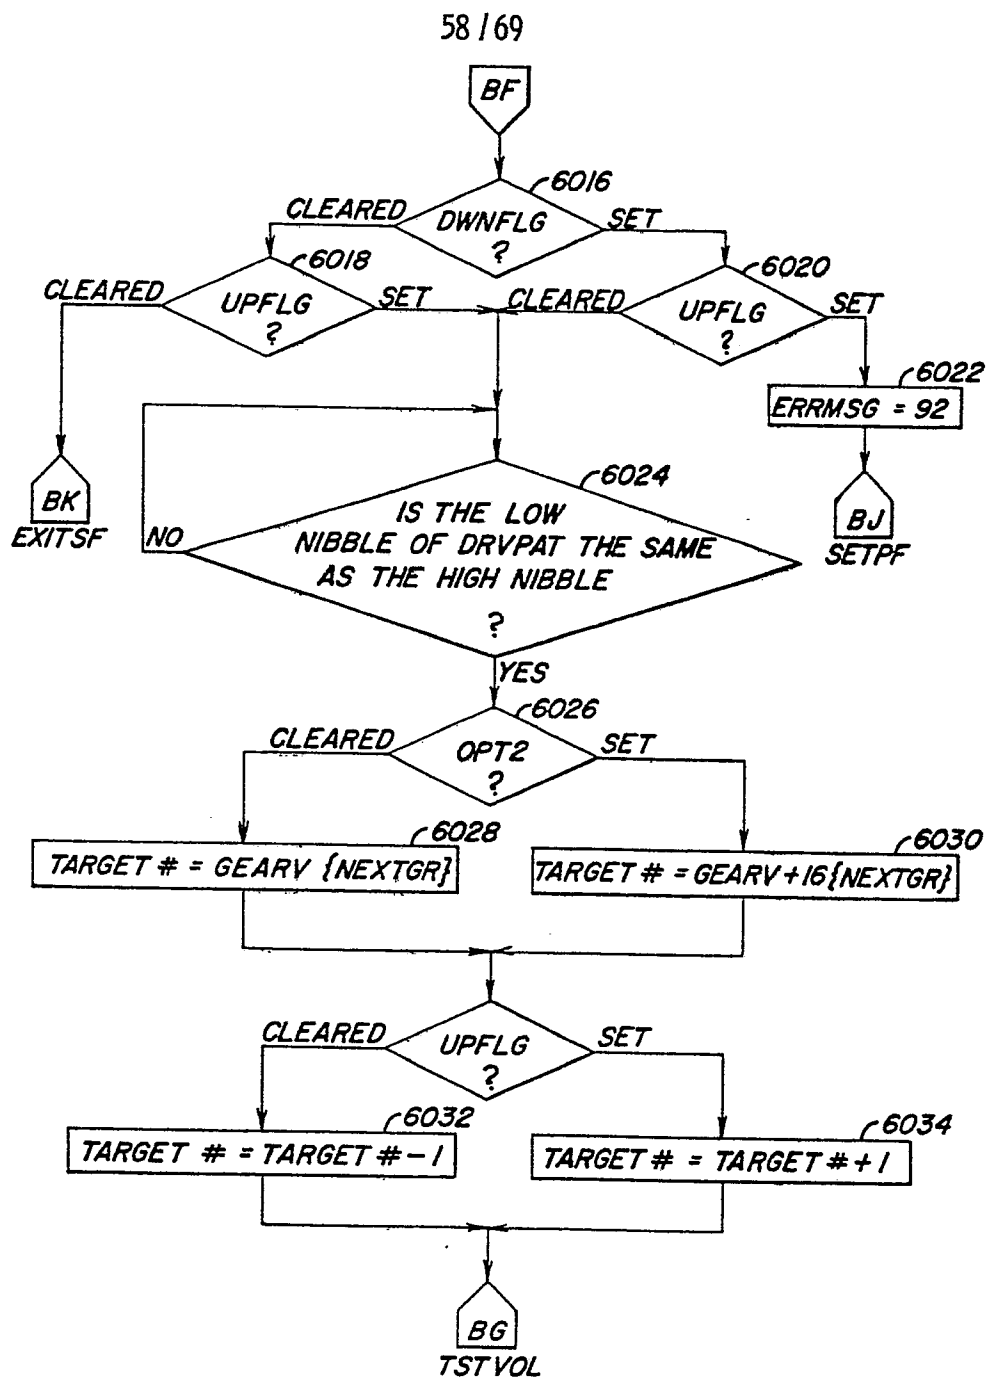 58/69
BF
6016
CLEARED
DWNFLG
?
SET
6018
CLEARED
UPFLG
?
SET
6020
CLEARED
UPFLG
?
SET
6022
ERRMSG = 92
BK
EXITSF
BJ
SETPF
6024
IS THE LOW
NIBBLE OF DRVPAT THE SAME
AS THE HIGH NIBBLE
?
NO
YES
6026
CLEARED
OPT2
?
SET
6028
TARGET # = GEARV {NEXTGR}
6030
TARGET # = GEARV+16{NEXTGR}
CLEARED
UPFLG
?
SET
6032
TARGET # = TARGET #-1
6034
TARGET # = TARGET #+1
BG
TSTVOL